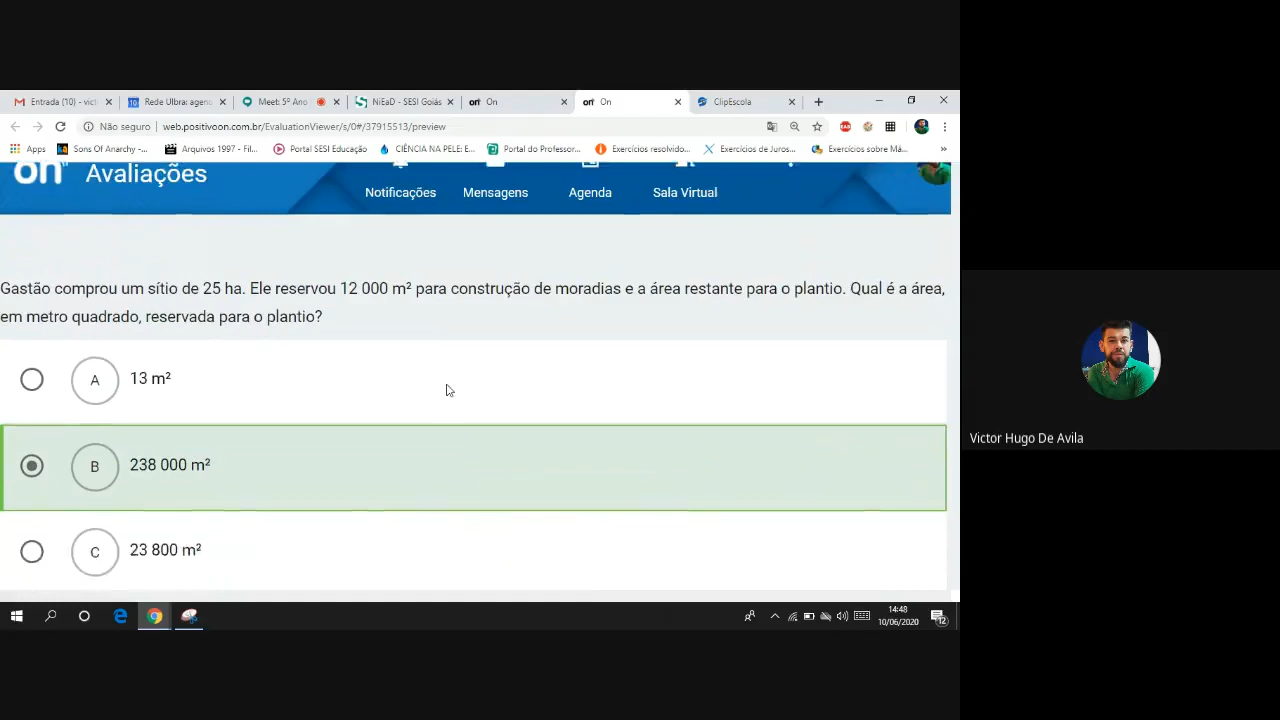 Entrada (10) - vict
Rede Ulbra: agend
Meet: 5º Ano
NiEaD - SESI Goiás
On
On
ClipEscola
Não seguro | web.positivoon.com.br/EvaluationViewer/s/0#/37915513/preview
Apps
Sons Of Anarchy -...
Arquivos 1997 - Fil...
Portal SESI Educação
CIÊNCIA NA PELE: E...
Portal do Professor...
Exercícios resolvido...
Exercícios de Juros...
Exercícios sobre Má...
»
on
Avaliações
Notificações
Mensagens
Agenda
Sala Virtual
Gastão comprou um sítio de 25 ha. Ele reservou 12 000 m² para construção de moradias e a área restante para o plantio. Qual é a área,
em metro quadrado, reservada para o plantio?
A 13 m²
B 238 000 m²
C 23 800 m²
Victor Hugo De Avila
14:48
10/06/2020
12